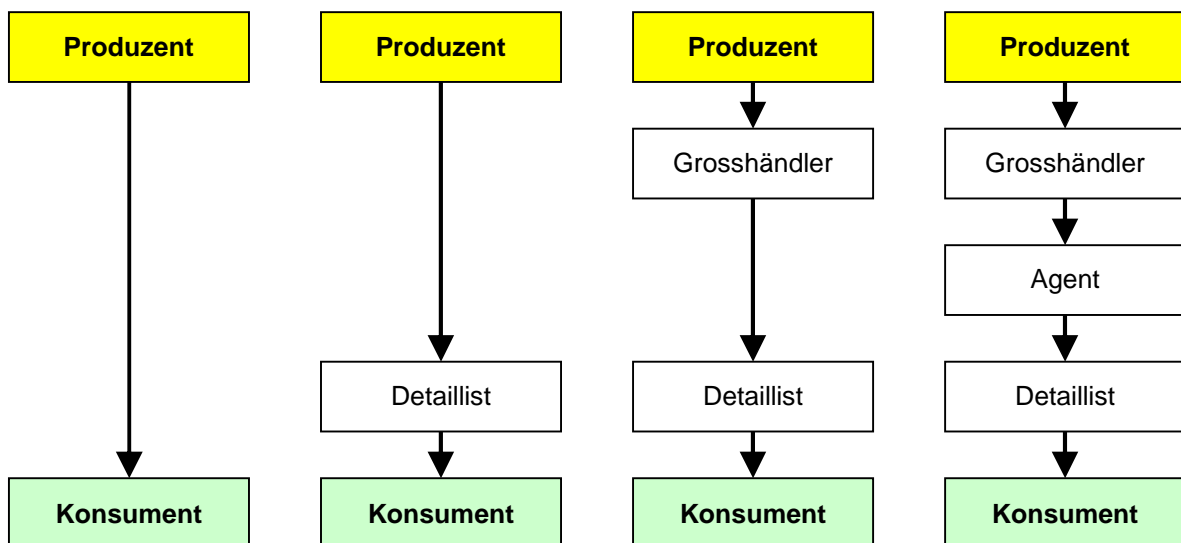 Produzent
Produzent
Produzent
Produzent
Grosshändler
Grosshändler
Agent
Detaillist
Detaillist
Detaillist
Konsument
Konsument
Konsument
Konsument